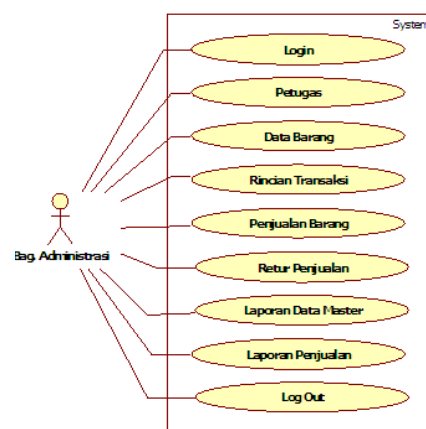 System
Login
Petugas
Data Barang
Rincian Transaksi
Penjualan Barang
Bag. Administrasi
Retur Penjualan
Laporan Data Master
Laporan Penjualan
Log Out